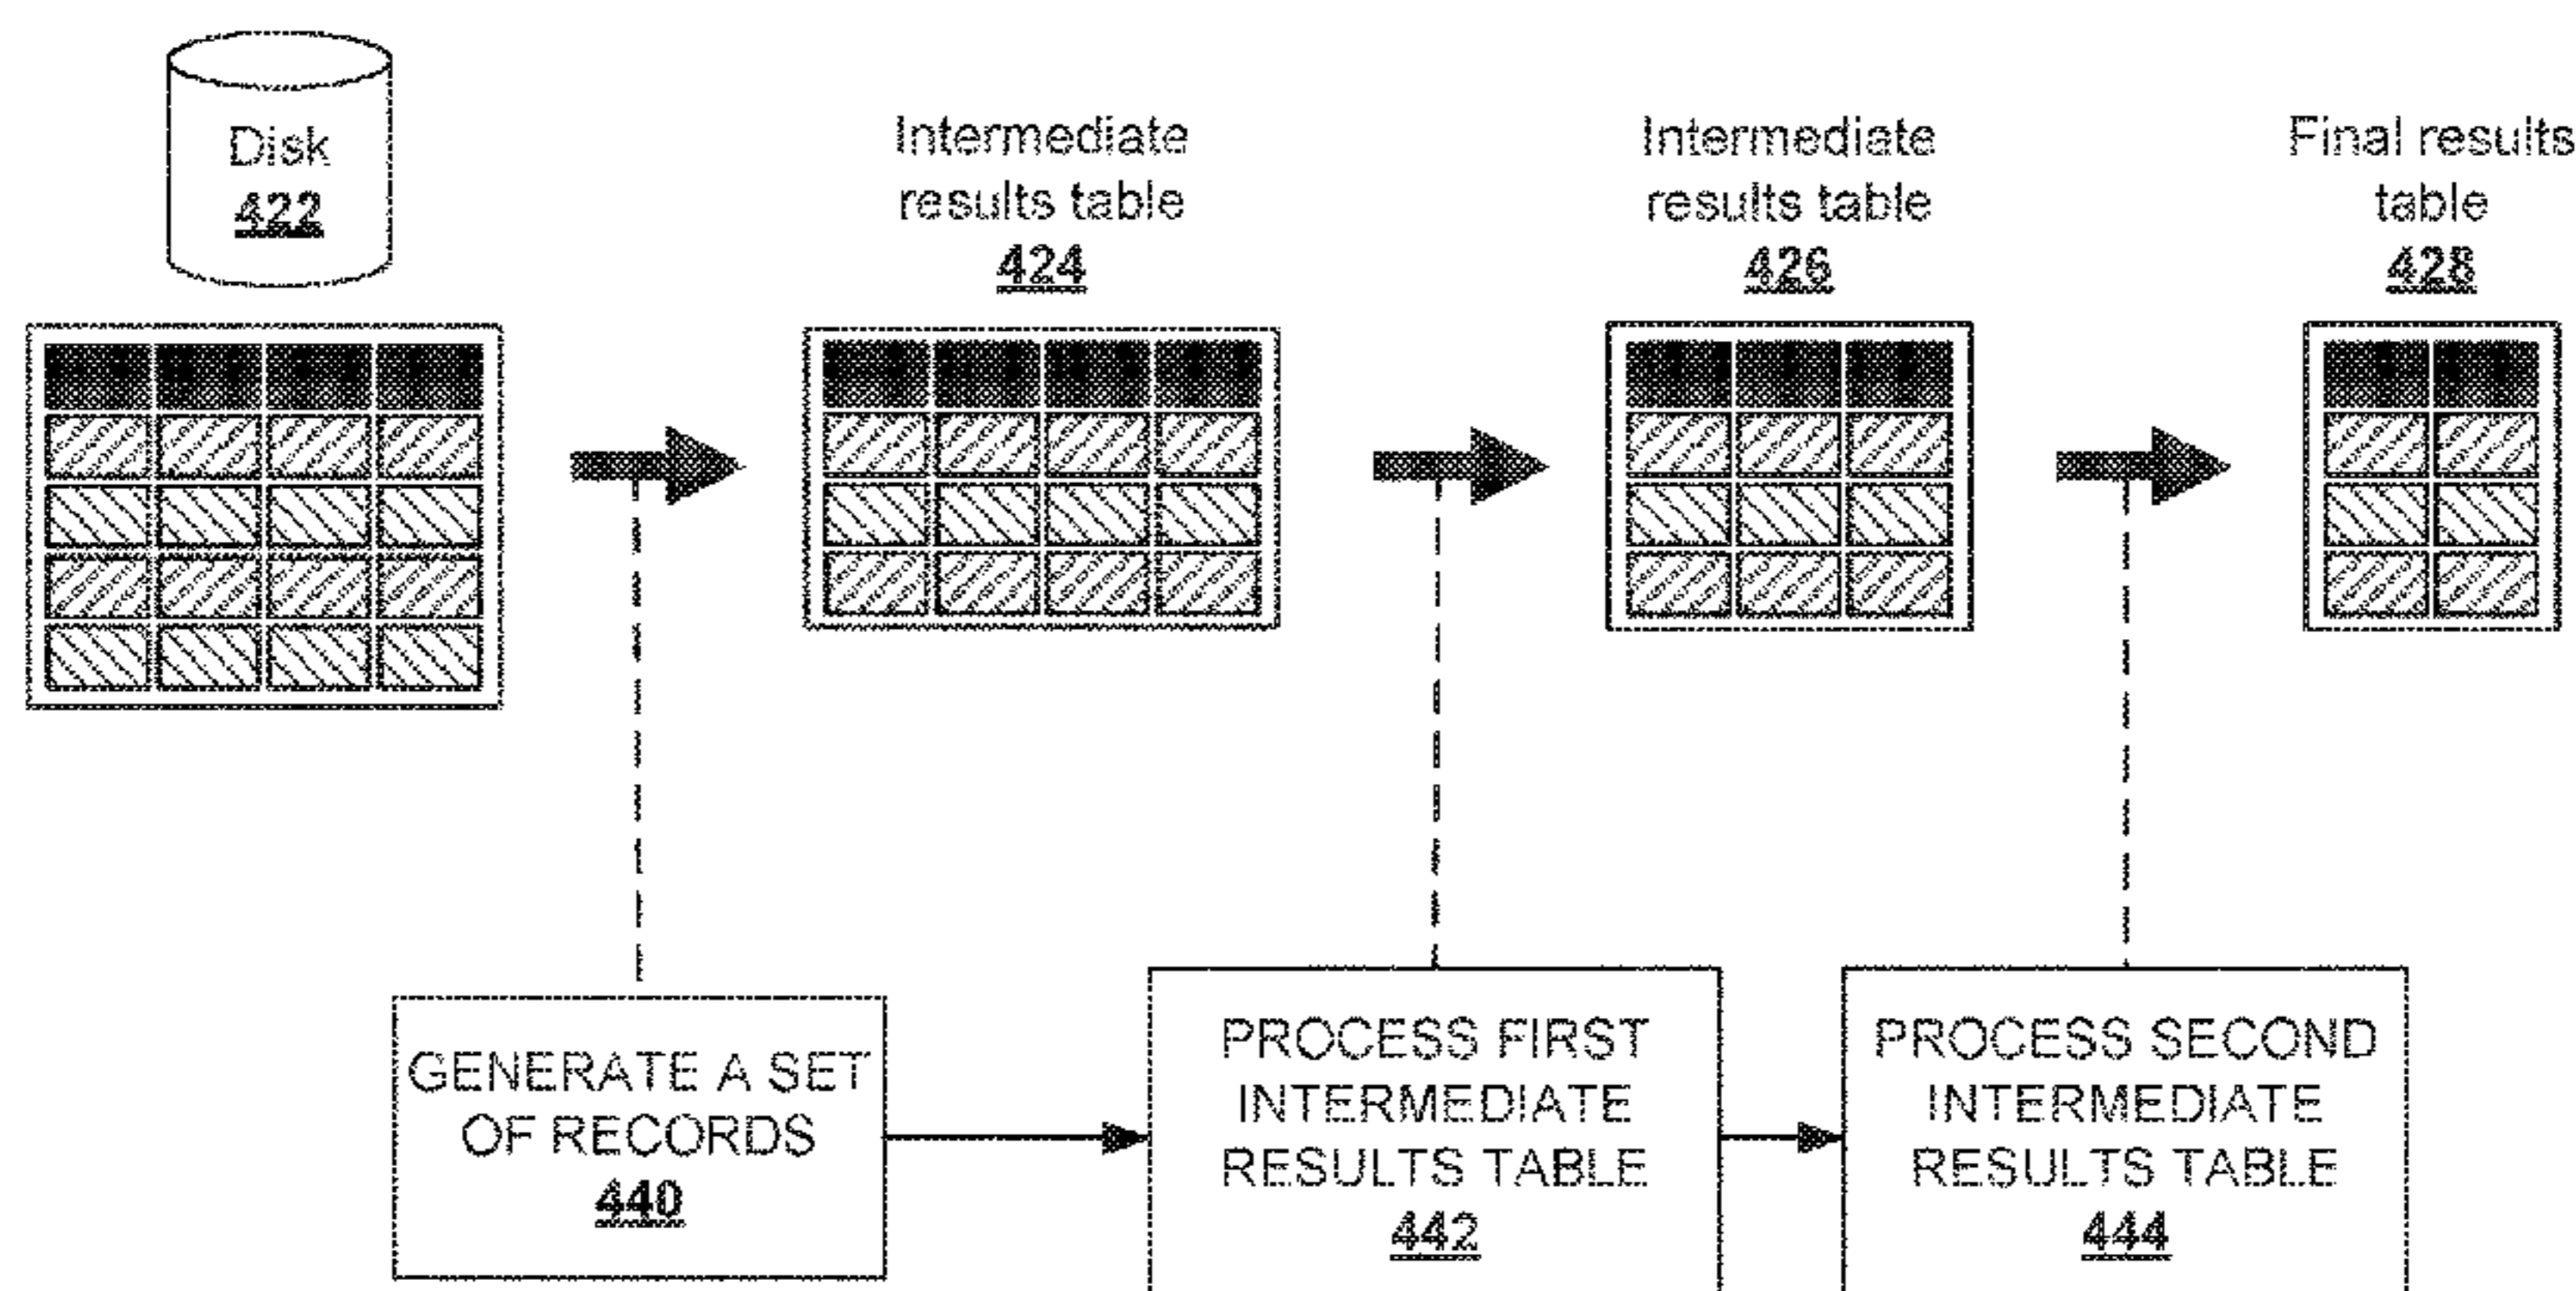 Disk
422
Intermediate
results table
424
Intermediate
results table
426
Final results
table
428
GENERATE A SET
OF RECORDS
440
PROCESS FIRST
INTERMEDIATE
RESULTS TABLE
442
PROCESS SECOND
INTERMEDIATE
RESULTS TABLE
444